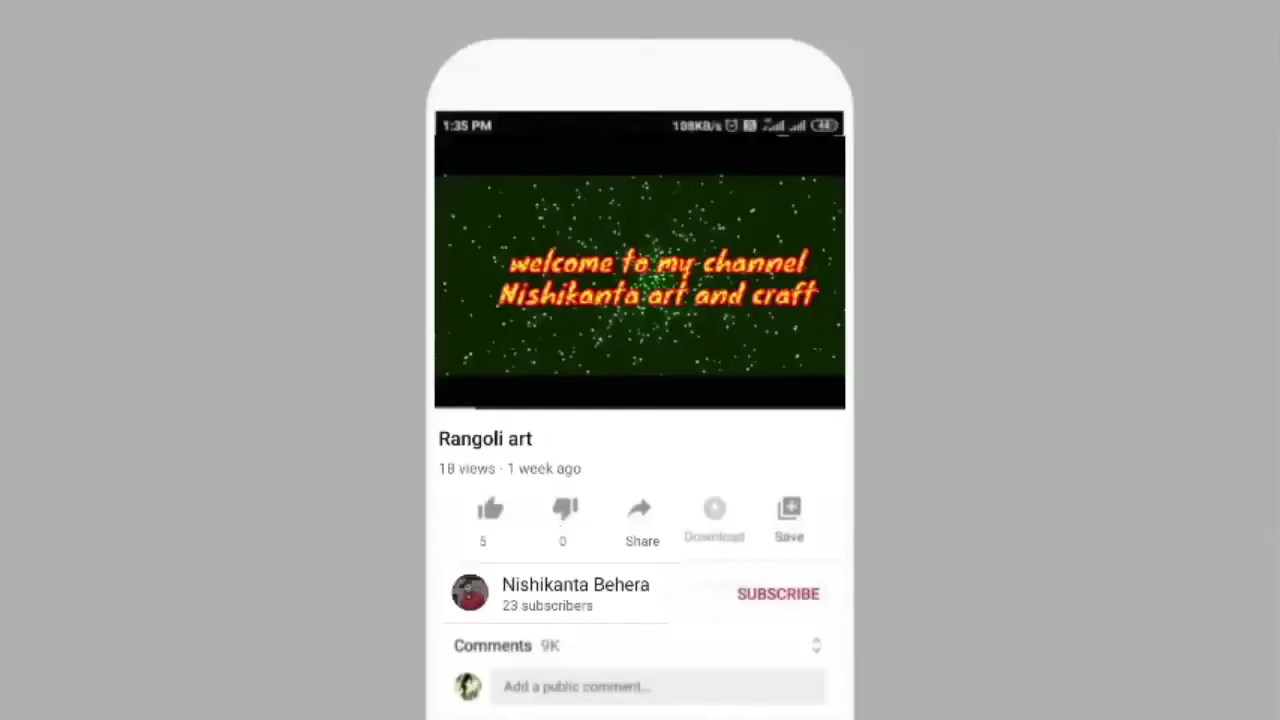 1:35 PM 108KB/s 44
welcome to my channel
Nishikanta art and craft
Rangoli art
18 views · 1 week ago
5 0 Share Download Save
Nishikanta Behera
23 subscribers
SUBSCRIBE
Comments 9K
Add a public comment...